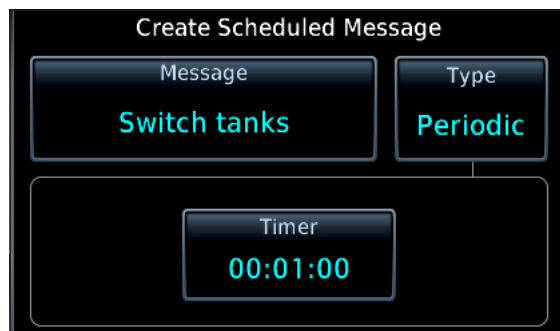 Create Scheduled Message
Message
Type
Switch tanks
Periodic
Timer
00:01:00